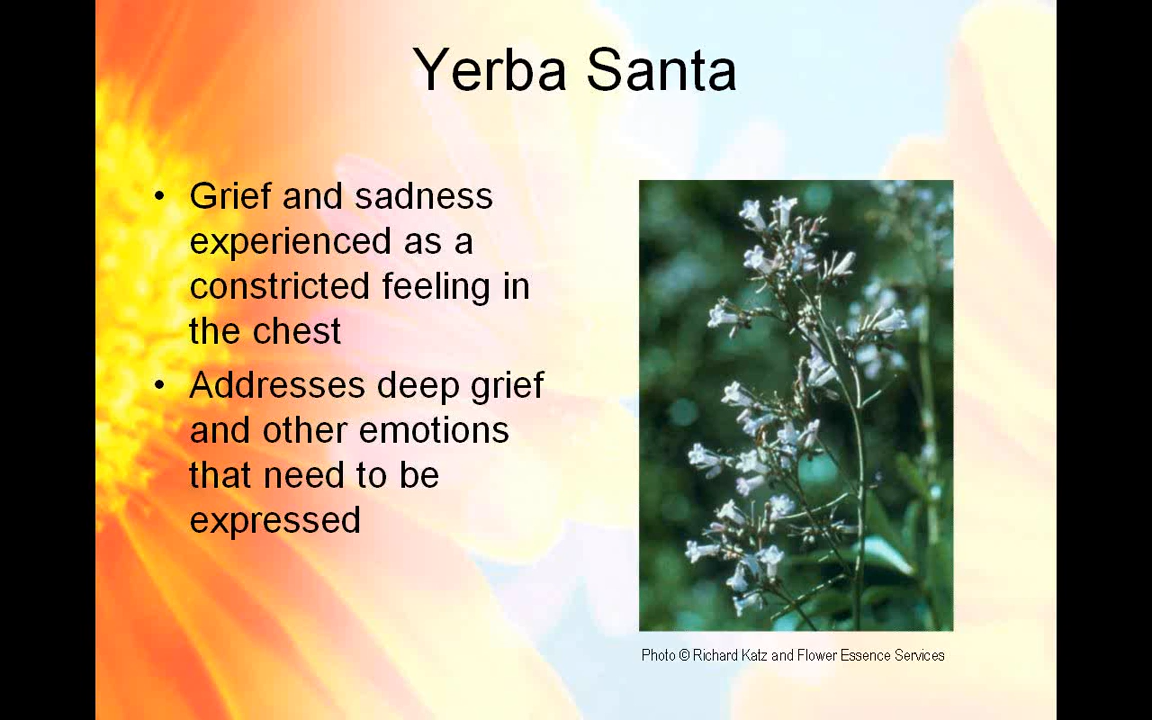 Yerba Santa
• Grief and sadness
experienced as a
constricted feeling in
the chest
• Addresses deep grief
and other emotions
that need to be
expressed
Photo © Richard Katz and Flower Essence Services